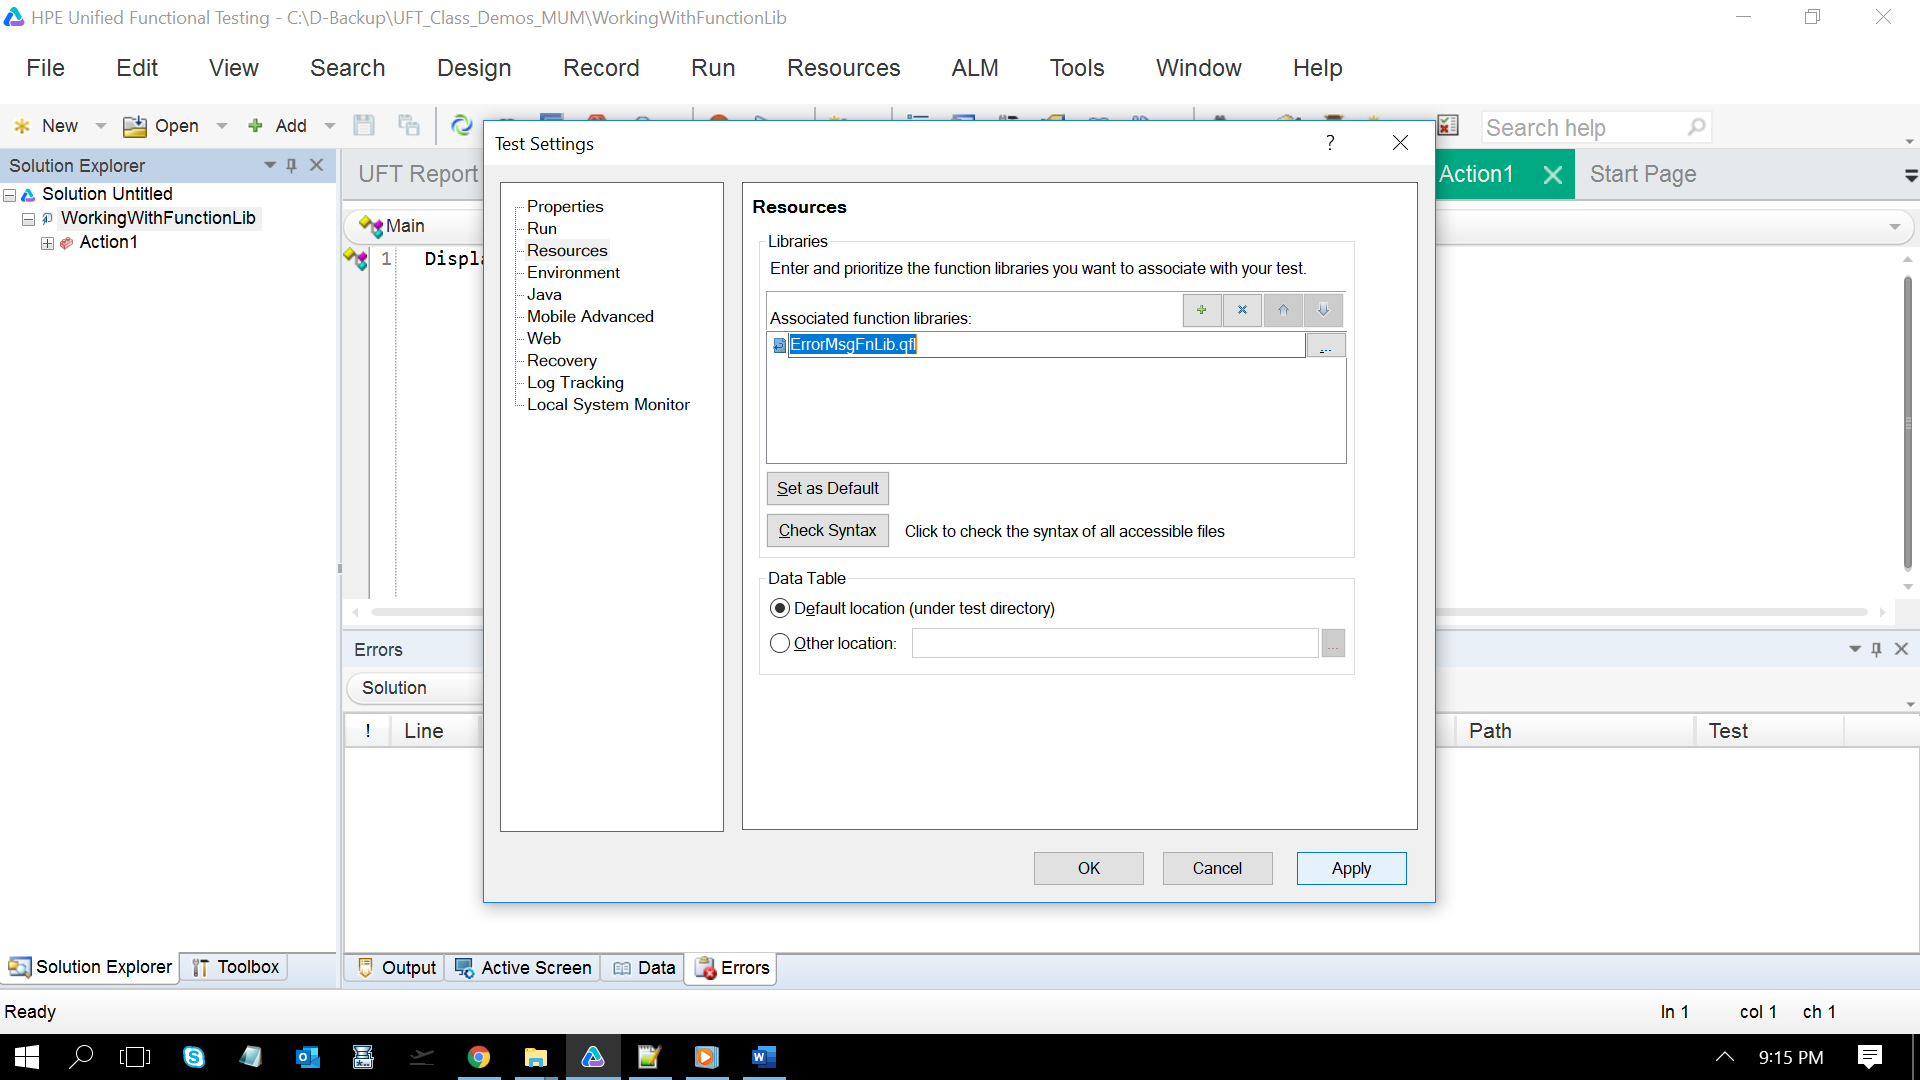 HPE Unified Functional Testing - C:\D-Backup\UFT_Class_Demos_MUM\WorkingWithFunctionLib
File Edit View Search Design Record Run Resources ALM Tools Window Help
New Open Add Search help
Solution Explorer
Solution Untitled
WorkingWithFunctionLib
Action1
UFT Report Action1 Start Page
Main
1 Displ
Test Settings ?
Properties
Run
Resources
Environment
Java
Mobile Advanced
Web
Recovery
Log Tracking
Local System Monitor
Resources
Libraries
Enter and prioritize the function libraries you want to associate with your test.
Associated function libraries:
ErrorMsgFnLib.qfl ...
Set as Default
Check Syntax Click to check the syntax of all accessible files
Data Table
Default location (under test directory)
Other location: ...
OK Cancel Apply
Errors
Solution
! Line Path Test
Solution Explorer Toolbox
Output Active Screen Data Errors
Ready ln 1 col 1 ch 1
9:15 PM